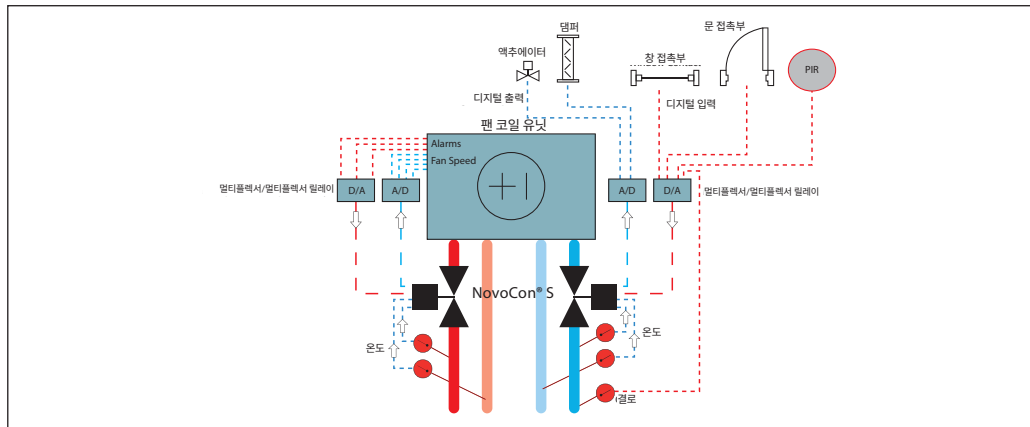 댐퍼
문 접촉부
액추에이터
창 접촉부
PIR
디지털 출력
디지털 입력
팬 코일 유닛
Alarms
Fan Speed
멀티플렉서/멀티플렉서 릴레이
D/A
A/D
A/D
D/A
멀티플렉서/멀티플렉서 릴레이
NovoCon® S
온도
온도
결로